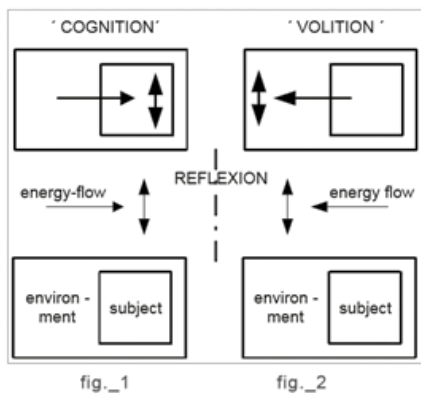 ´ COGNITION´
´ VOLITION ´
REFLEXION
energy-flow
energy flow
environ -
ment
subject
environ -
ment
subject
fig._1
fig._2